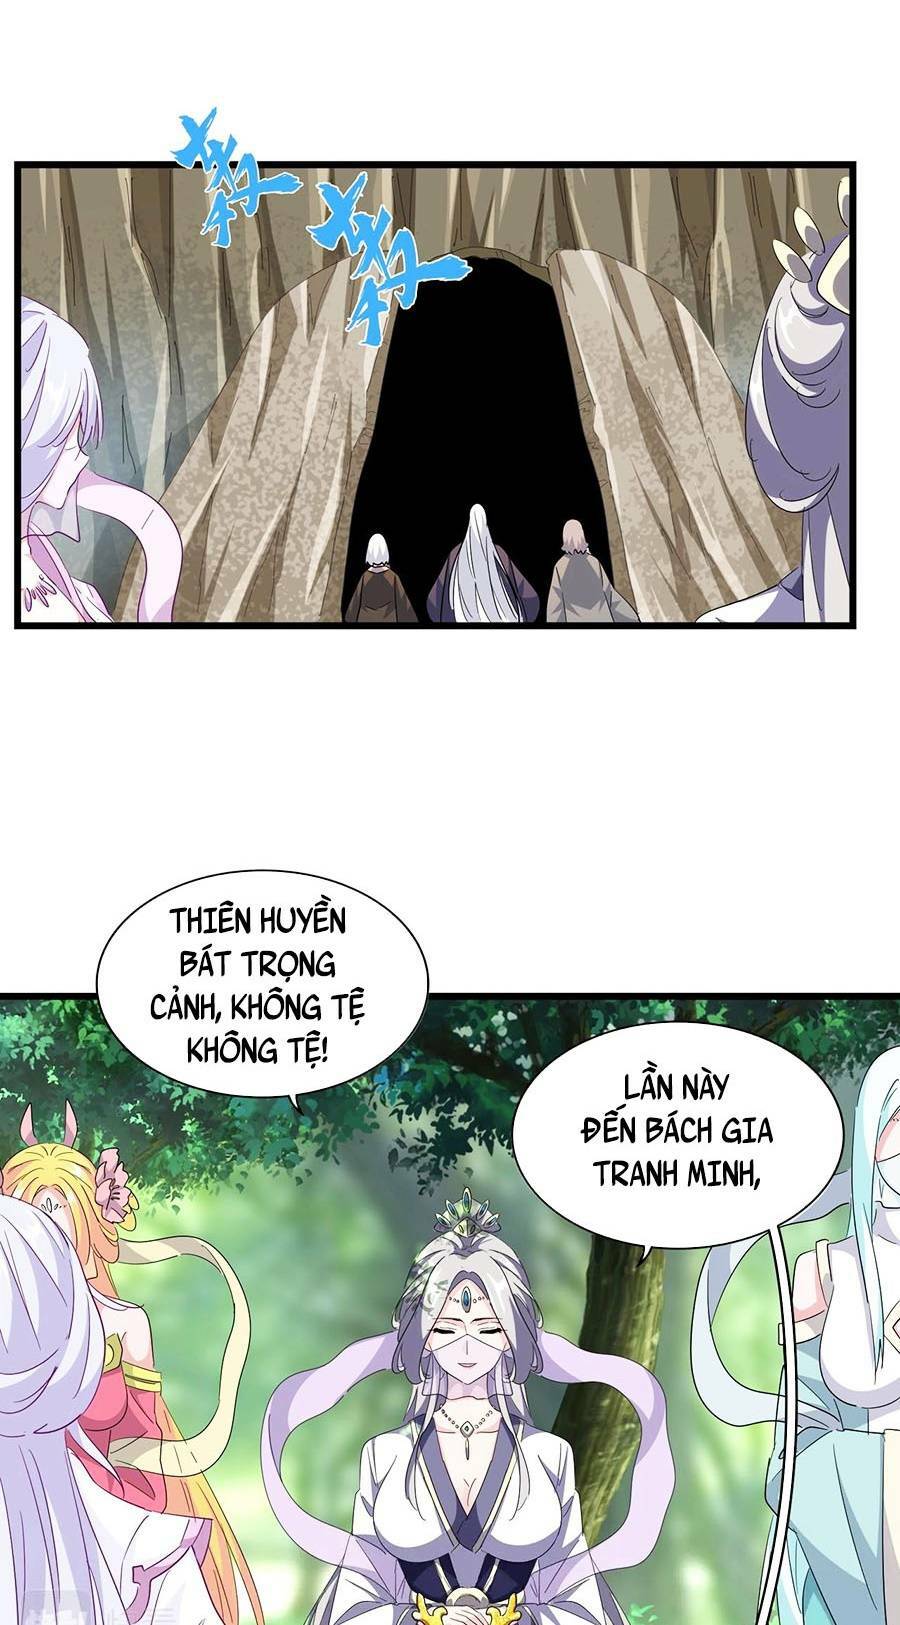 THIÊN HUYỀN
BÁT TRỌNG
CẢNH, KHÔNG TỆ
KHÔNG TỆ!
LẦN NÀY
ĐẾN BÁCH GIA
TRANH MINH,